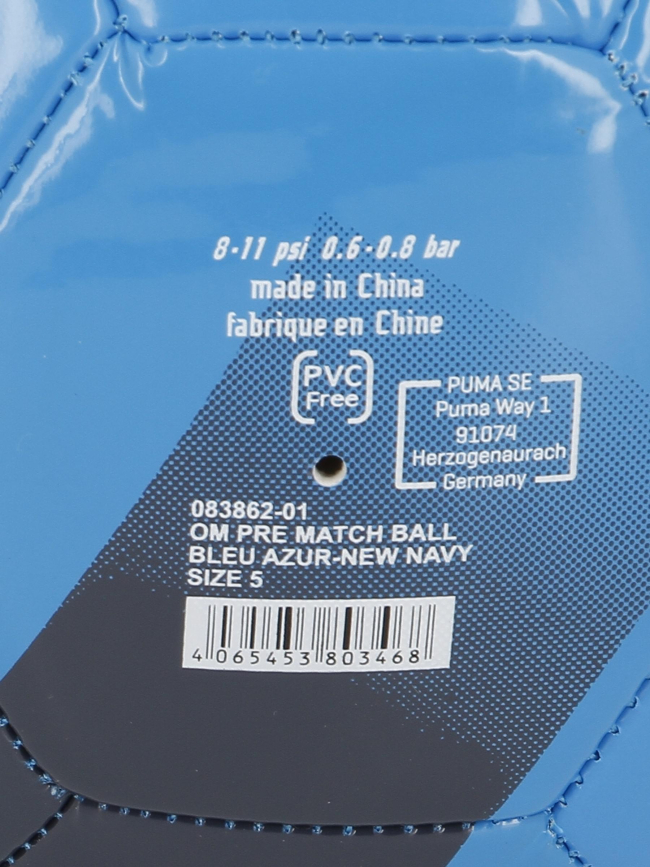 8-11 psi 0.6-0.8 bar
made in China
fabrique en Chine
PVC
Free
PUMA SE
Puma Way 1
91074
Herzogenaurach
Germany
083862-01
OM PRE MATCH BALL
BLEU AZUR-NEW NAVY
SIZE 5
4 065453 803468